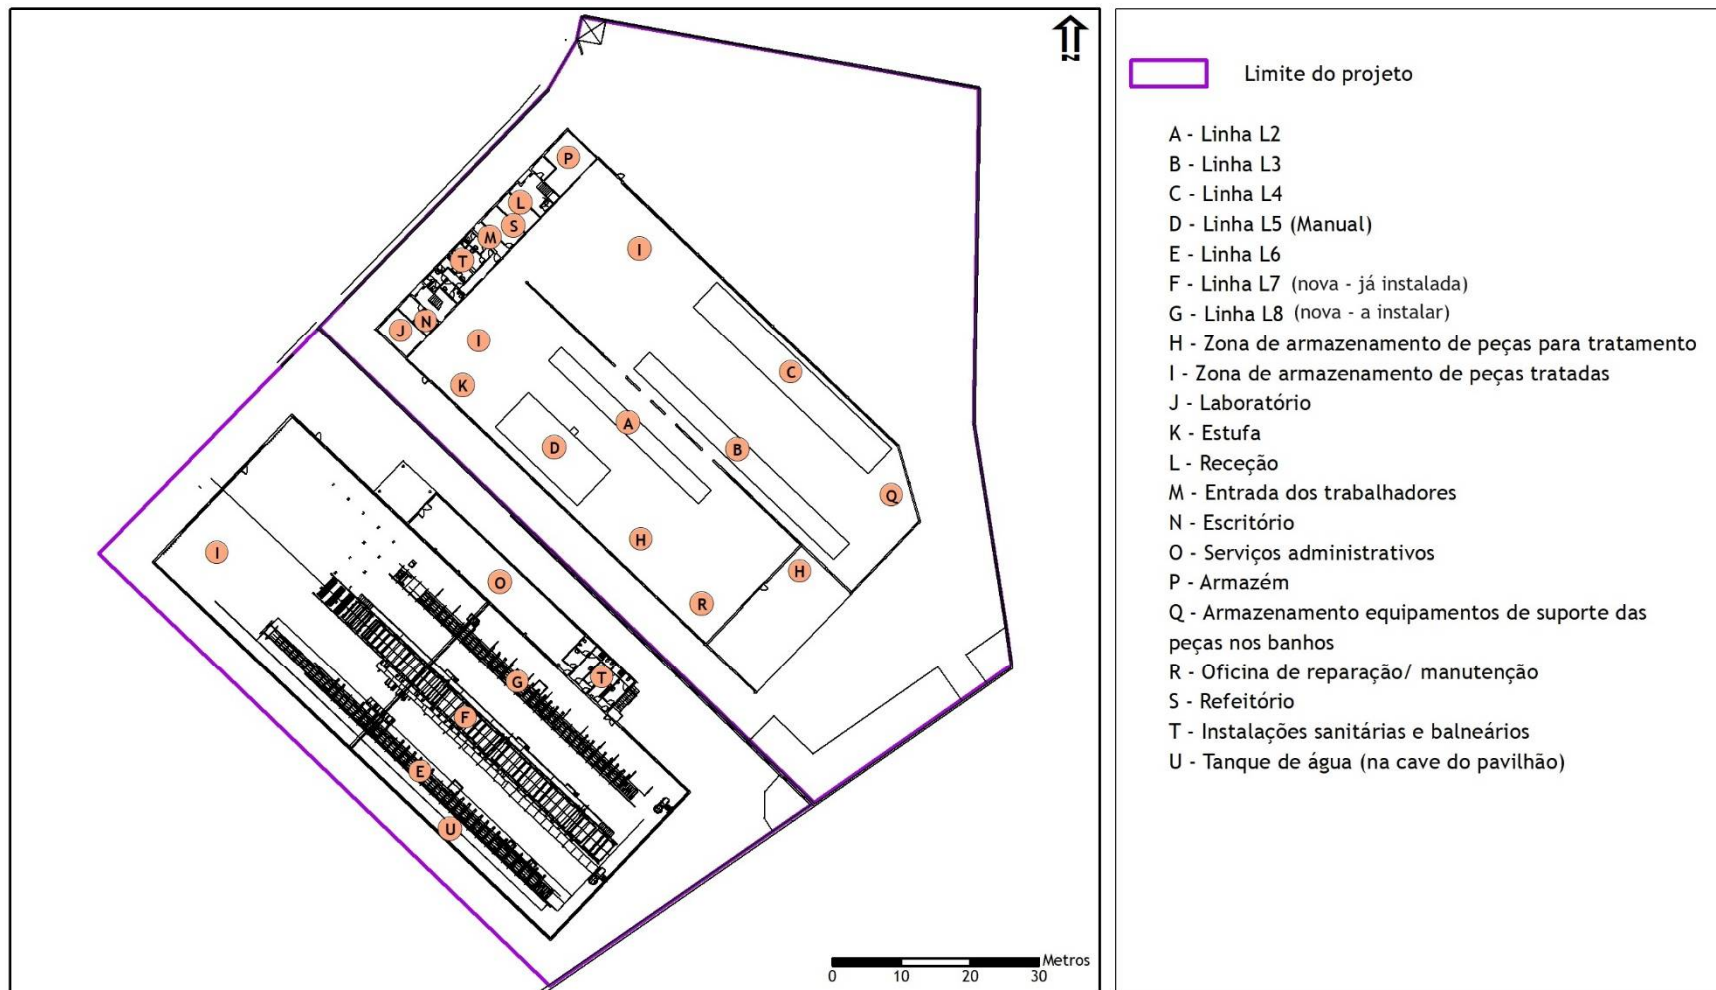 N
P
L
S
M
T
I
N
J
I
K
C
A
B
D
Q
H
I
H
O
R
T
G
F
E
U
Metros
0 10 20 30
Limite do projeto
A - Linha L2
B - Linha L3
C - Linha L4
D - Linha L5 (Manual)
E - Linha L6
F - Linha L7 (nova - já instalada)
G - Linha L8 (nova - a instalar)
H - Zona de armazenamento de peças para tratamento
I - Zona de armazenamento de peças tratadas
J - Laboratório
K - Estufa
L - Receção
M - Entrada dos trabalhadores
N - Escritório
O - Serviços administrativos
P - Armazém
Q - Armazenamento equipamentos de suporte das
peças nos banhos
R - Oficina de reparação/ manutenção
S - Refeitório
T - Instalações sanitárias e balneários
U - Tanque de água (na cave do pavilhão)